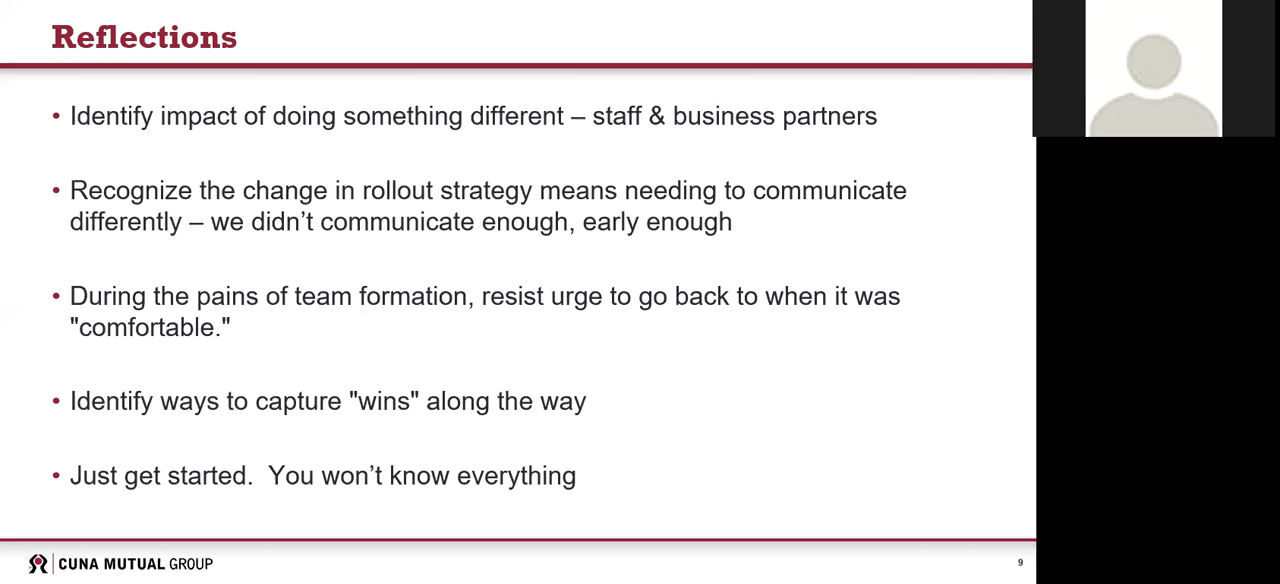 Reflections
• Identify impact of doing something different – staff & business partners
• Recognize the change in rollout strategy means needing to communicate
differently – we didn’t communicate enough, early enough
• During the pains of team formation, resist urge to go back to when it was
"comfortable."
• Identify ways to capture "wins" along the way
• Just get started.  You won’t know everything
CUNA MUTUAL GROUP
9